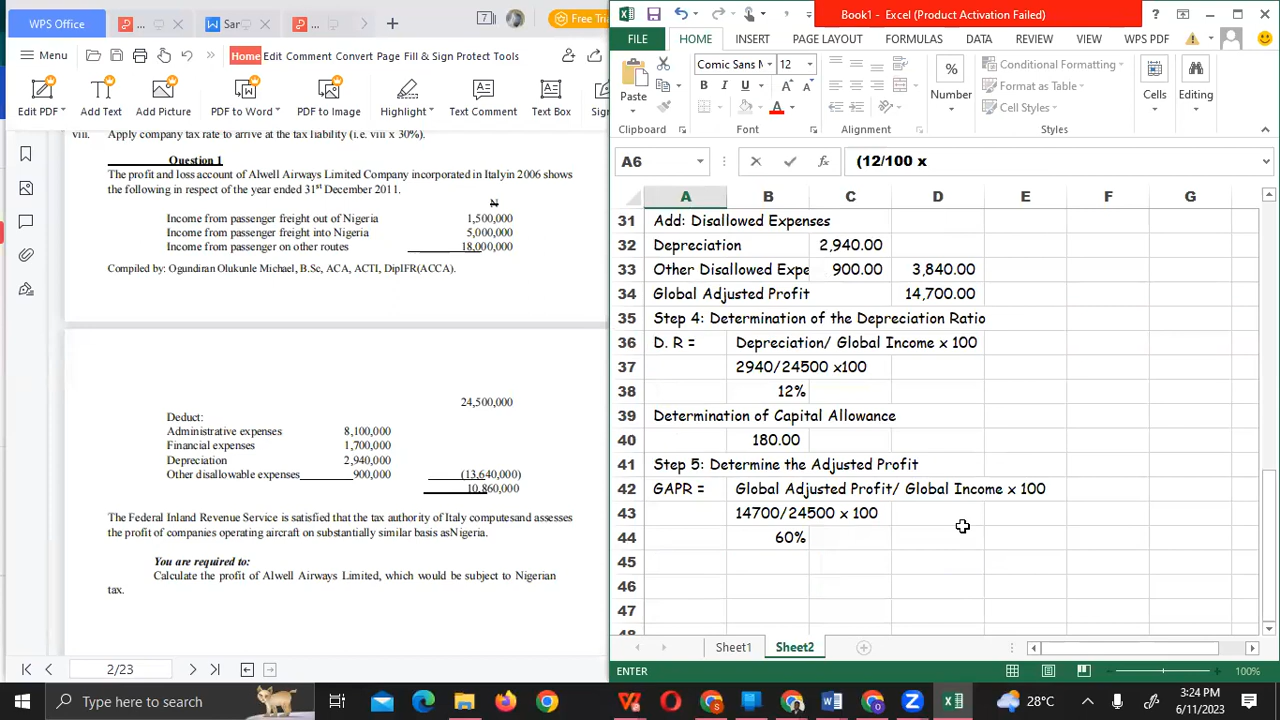 WPS Office
...
Sar
...
7
Free Tria
Menu
Home Edit Comment Convert Page Fill & Sign Protect Tools
Edit PDF
Add Text
Add Picture
PDF to Word
PDF to Image
Highlight
Text Comment
Text Box
Sign
viii. Apply company tax rate to arrive at the tax liability (i.e. viii x 30%).
Question 1
The profit and loss account of Alwell Airways Limited Company incorporated in Italyin 2006 shows
the following in respect of the year ended 31st December 2011.
N
Income from passenger freight out of Nigeria 1,500,000
Income from passenger freight into Nigeria 5,000,000
Income from passenger on other routes 18,000,000
Compiled by: Ogundiran Olukunle Michael, B.Sc, ACA, ACTI, DipIFR(ACCA).
24,500,000
Deduct:
Administrative expenses 8,100,000
Financial expenses 1,700,000
Depreciation 2,940,000
Other disallowable expenses 900,000 (13,640,000)
10,860,000
The Federal Inland Revenue Service is satisfied that the tax authority of Italy computesand assesses
the profit of companies operating aircraft on substantially similar basis asNigeria.
You are required to:
Calculate the profit of Alwell Airways Limited, which would be subject to Nigerian
tax.
2/23
Book1 - Excel (Product Activation Failed)
FILE HOME INSERT PAGE LAYOUT FORMULAS DATA REVIEW VIEW WPS PDF
Paste
Clipboard
Comic Sans M 12
B I U
A A
Font
Alignment
%
Number
Conditional Formatting
Format as Table
Cell Styles
Styles
Cells
Editing
A6 fx (12/100 x
A B C D E F G
31 Add: Disallowed Expenses
32 Depreciation 2,940.00
33 Other Disallowed Expe 900.00 3,840.00
34 Global Adjusted Profit 14,700.00
35 Step 4: Determination of the Depreciation Ratio
36 D. R = Depreciation/ Global Income x 100
37 2940/24500 x100
38 12%
39 Determination of Capital Allowance
40 180.00
41 Step 5: Determine the Adjusted Profit
42 GAPR = Global Adjusted Profit/ Global Income x 100
43 14700/24500 x 100
44 60%
45
46
47
48
Sheet1 Sheet2
ENTER 100%
Type here to search
28°C
3:24 PM
6/11/2023